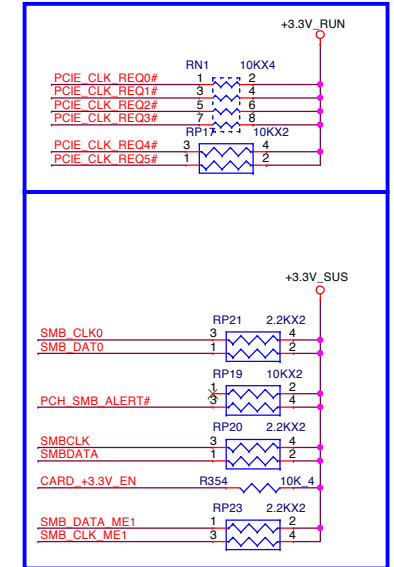 +3.3V_RUN
RN1 10KX4
PCIE_CLK_REQ0# 1 2
PCIE_CLK_REQ1# 3 4
PCIE_CLK_REQ2# 5 6
PCIE_CLK_REQ3# 7 8
RP17 10KX2
PCIE_CLK_REQ4# 3 4
PCIE_CLK_REQ5# 1 2
+3.3V_SUS
RP21 2.2KX2
SMB_CLK0 3 4
SMB_DAT0 1 2
RP19 10KX2
1 2
PCH_SMB_ALERT# 3 4
RP20 2.2KX2
SMBCLK 3 4
SMBDATA 1 2
CARD_+3.3V_EN R354 10K_4
RP23 2.2KX2
SMB_DATA_ME1 1 2
SMB_CLK_ME1 3 4